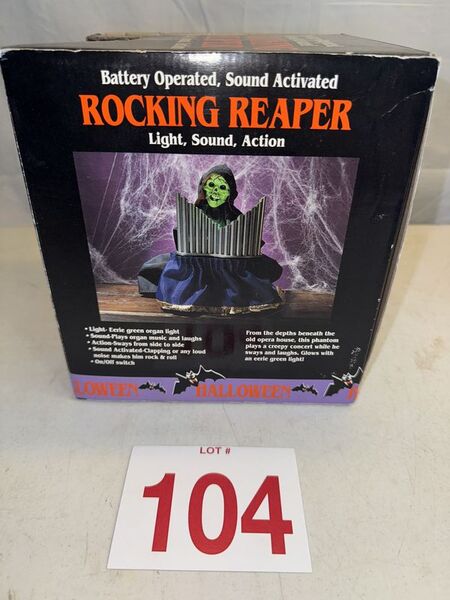 Battery Operated, Sound Activated
ROCKING REAPER
Light, Sound, Action
• Light- Eerie green organ light
• Sound-Plays organ music and laughs
• Action-Sways from side to side
• Sound Activated-Clapping or any loud
noise makes him rock & roll
• On/Off switch
From the depths beneath the
old opera house, this phantom
plays a creepy concert while he
sways and laughs. Glows with
an eerie green light!
LOWEEN HALLOWEEN H
LOT #
104